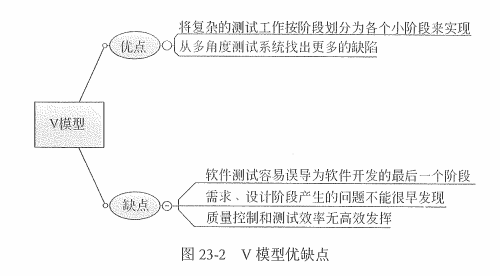 将复杂的测试工作按阶段划分为各个小阶段来实现
优点
从多角度测试系统找出更多的缺陷
V模型
软件测试容易误导为软件开发的最后一个阶段
缺点
需求、设计阶段产生的问题不能很早发现
质量控制和测试效率无高效发挥
图 23-2 V 模型优缺点